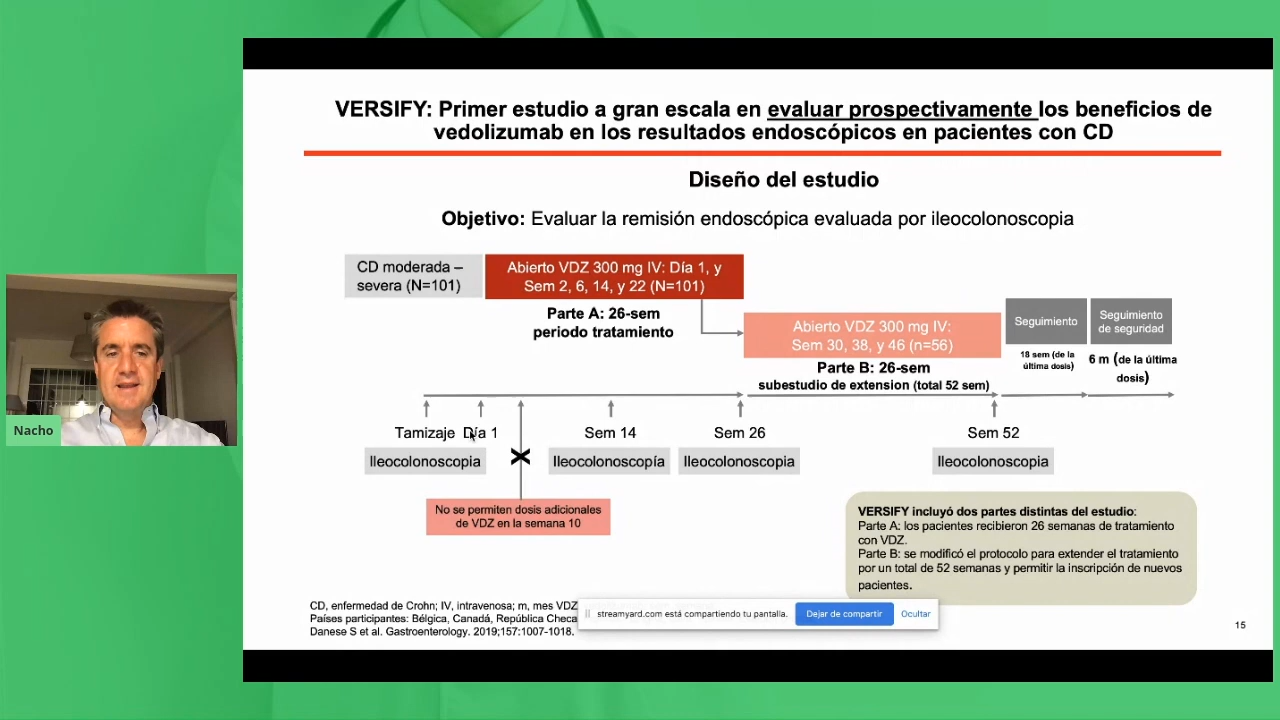 VERSIFY: Primer estudio a gran escala en evaluar prospectivamente los beneficios de
vedolizumab en los resultados endoscópicos en pacientes con CD
Diseño del estudio
Objetivo: Evaluar la remisión endoscópica evaluada por ileocolonoscopia
CD moderada –
severa (N=101)
Abierto VDZ 300 mg IV: Día 1, y
Sem 2, 6, 14, y 22 (N=101)
Parte A: 26-sem
periodo tratamiento
Abierto VDZ 300 mg IV:
Sem 30, 38, y 46 (n=56)
Parte B: 26-sem
subestudio de extension (total 52 sem)
Seguimiento
18 sem (de la
última dosis)
Seguimiento
de seguridad
6 m (de la última
dosis)
Tamizaje Día 1
Sem 14
Sem 26
Sem 52
Ileocolonoscopia
Ileocolonoscopía
Ileocolonoscopia
Ileocolonoscopia
No se permiten dosis adicionales
de VDZ en la semana 10
VERSIFY incluyó dos partes distintas del estudio:
Parte A: los pacientes recibieron 26 semanas de tratamiento
con VDZ.
Parte B: se modificó el protocolo para extender el tratamiento
por un total de 52 semanas y permitir la inscripción de nuevos
pacientes.
CD, enfermedad de Crohn; IV, intravenosa; m, mes VDZ
Países participantes: Bélgica, Canadá, República Checa
Danese S et al. Gastroenterology. 2019;157:1007-1018.
streamyard.com está compartiendo tu pantalla.
Dejar de compartir
Ocultar
15
Nacho